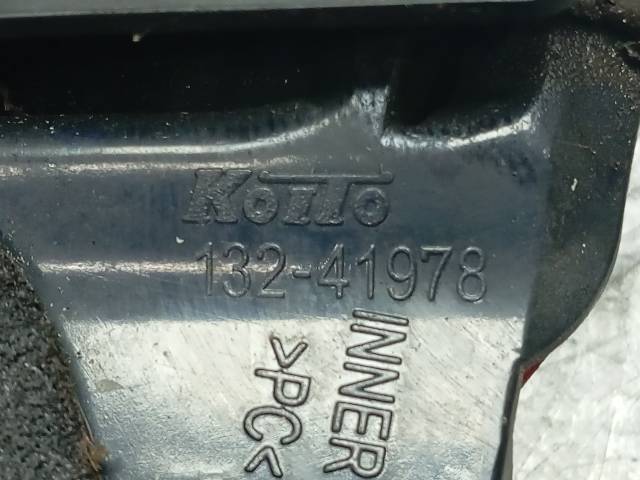 KOITO
132-41978
INNER
>PC<